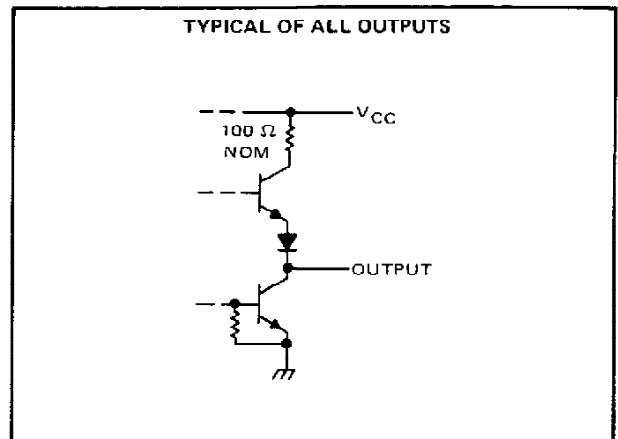 TYPICAL OF ALL OUTPUTS
VCC
100 Ω
NOM
OUTPUT